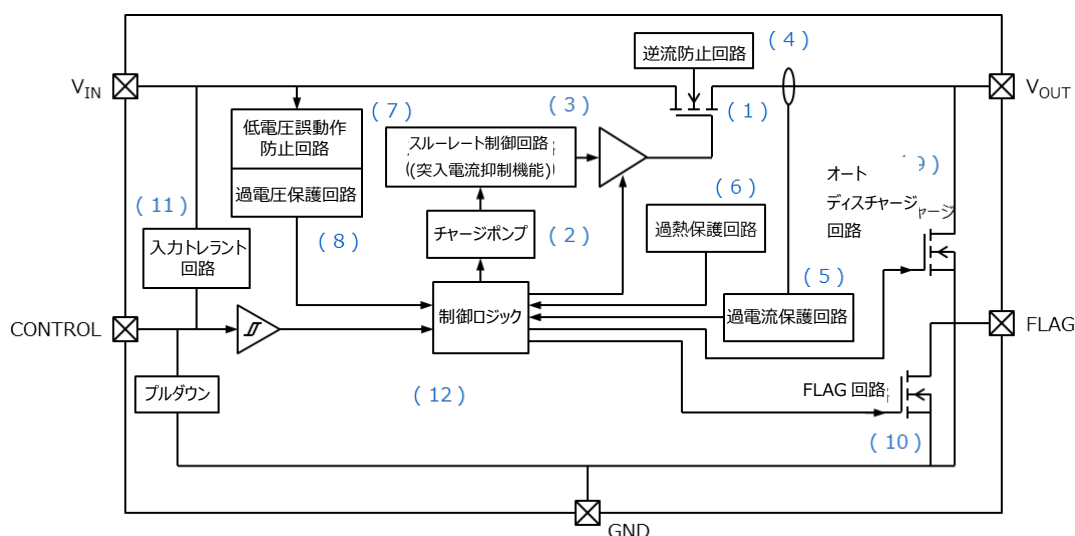 逆流防止回路
( 4 )
VIN
VOUT
( 7 )
( 3 )
( 1 )
低電圧誤動作
防止回路
スルーレート制御回路
((突入電流抑制機能)
過電圧保護回路
( 9 )
オート
ディスチャージ
回路
ャージ
( 6 )
( 11 )
( 8 )
チャージポンプ
( 2 )
過熱保護回路
入力トレラント
回路
( 5 )
制御ロジック
過電流保護回路
CONTROL
FLAG
プルダウン
( 12 )
FLAG 回路
( 10 )
GND